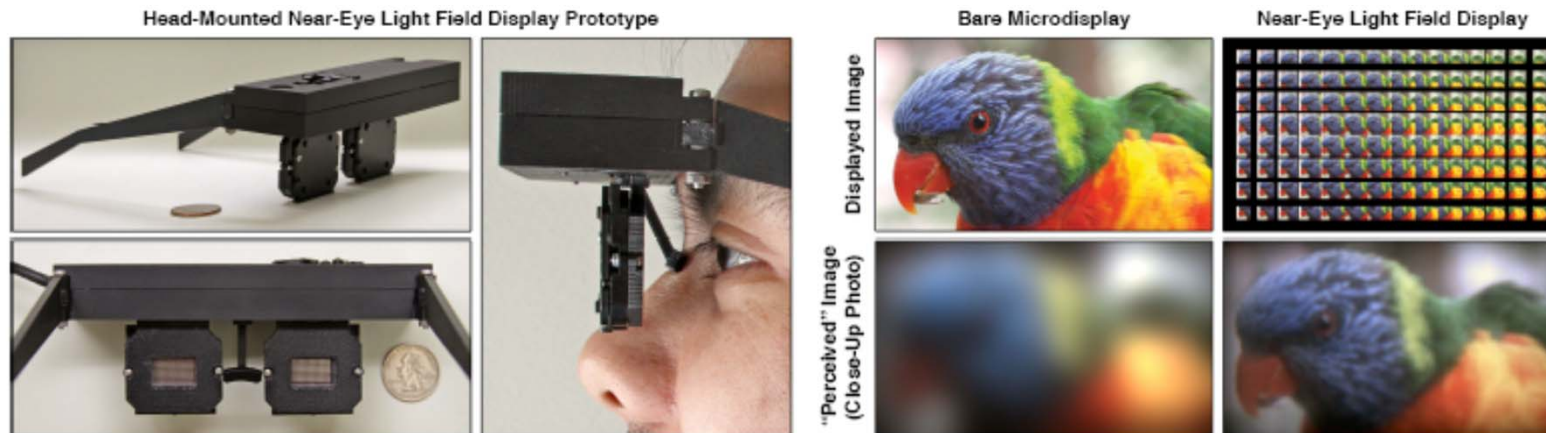 Head-Mounted Near-Eye Light Field Display Prototype
Bare Microdisplay
Near-Eye Light Field Display
Displayed Image
"Perceived" Image
(Close-Up Photo)